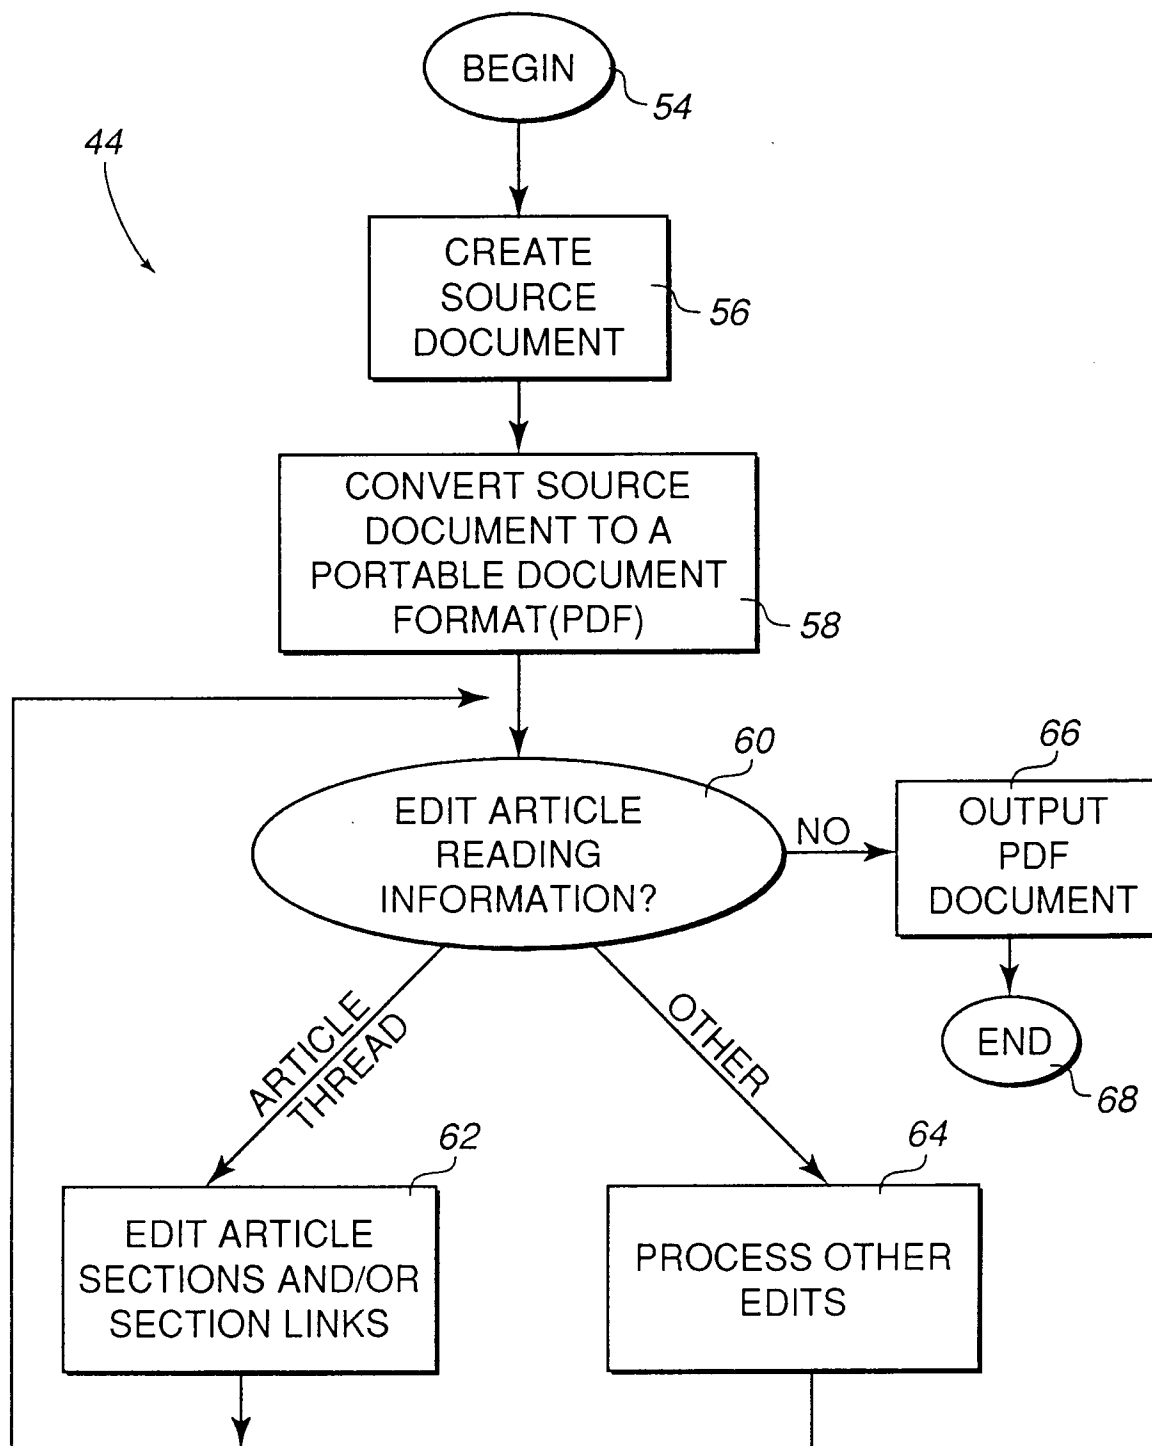 BEGIN
54
44
CREATE
SOURCE
DOCUMENT
56
CONVERT SOURCE
DOCUMENT TO A
PORTABLE DOCUMENT
FORMAT(PDF)
58
60
EDIT ARTICLE
READING
INFORMATION?
NO
66
OUTPUT
PDF
DOCUMENT
END
68
ARTICLE
THREAD
OTHER
62
EDIT ARTICLE
SECTIONS AND/OR
SECTION LINKS
64
PROCESS OTHER
EDITS